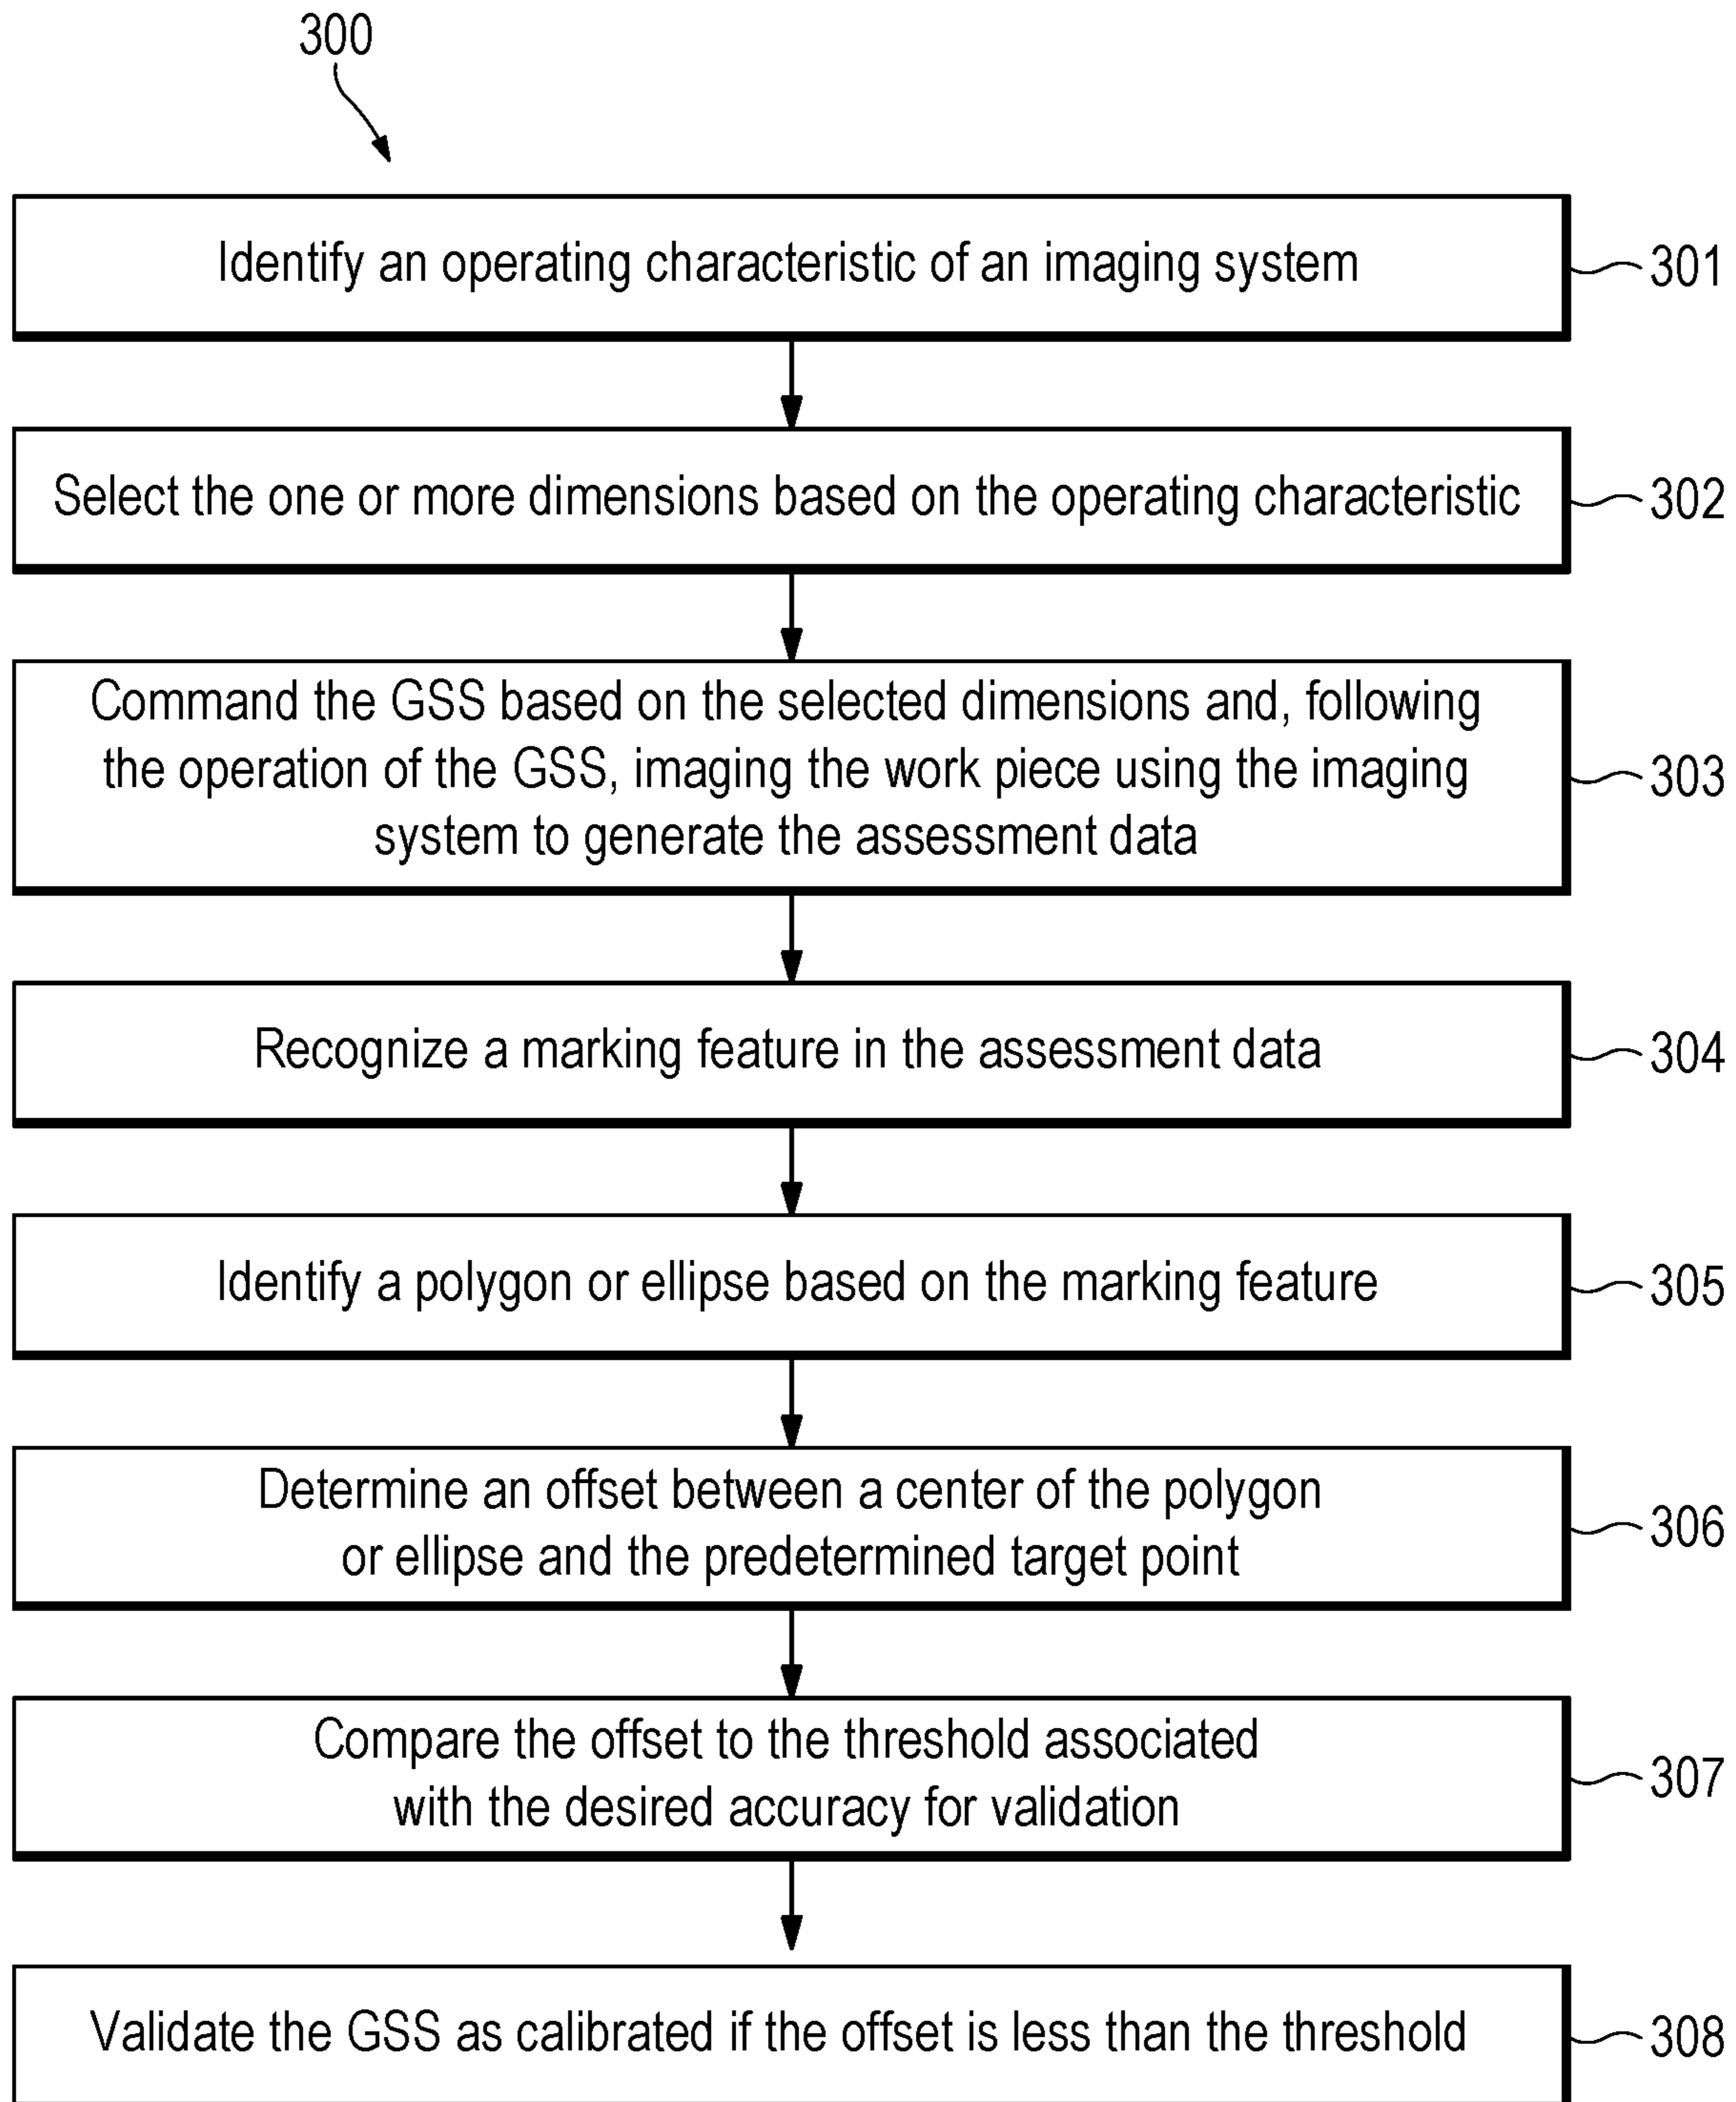 300
Identify an operating characteristic of an imaging system
301
Select the one or more dimensions based on the operating characteristic
302
Command the GSS based on the selected dimensions and, following
the operation of the GSS, imaging the work piece using the imaging
system to generate the assessment data
303
Recognize a marking feature in the assessment data
304
Identify a polygon or ellipse based on the marking feature
305
Determine an offset between a center of the polygon
or ellipse and the predetermined target point
306
Compare the offset to the threshold associated
with the desired accuracy for validation
307
Validate the GSS as calibrated if the offset is less than the threshold
308